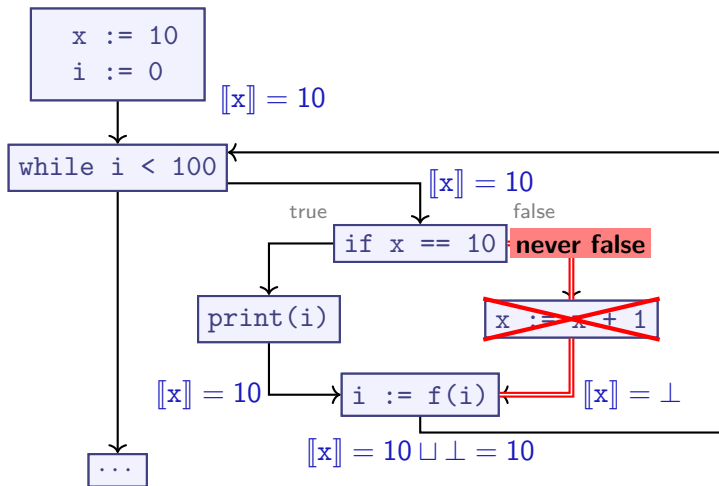 x := 10
i := 0
⟦x⟧ = 10
while i < 100
⟦x⟧ = 10
true
false
if x == 10
never false
print(i)
x := x + 1
⟦x⟧ = 10
i := f(i)
⟦x⟧ = ⊥
⟦x⟧ = 10 ⊔ ⊥ = 10
...